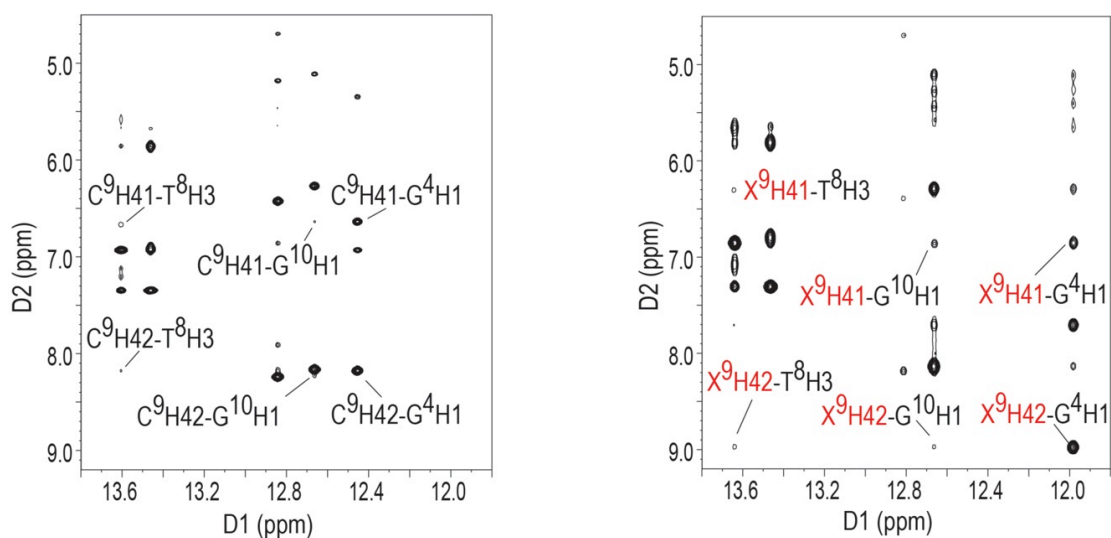 5.0
6.0
7.0
8.0
9.0
D2 (ppm)
C⁹H41-T⁸H3
C⁹H41-G⁴H1
C⁹H41-G¹⁰H1
C⁹H42-T⁸H3
C⁹H42-G¹⁰H1
C⁹H42-G⁴H1
13.6
12.8
12.4
12.0
D1 (ppm)
5.0
6.0
7.0
8.0
9.0
D2 (ppm)
X⁹H41-T⁸H3
X⁹H41-G¹⁰H1
X⁹H41-G⁴H1
X⁹H42-T⁸H3
X⁹H42-G¹⁰H1
X⁹H42-G⁴H1
13.6
13.2
12.8
12.4
12.0
D1 (ppm)